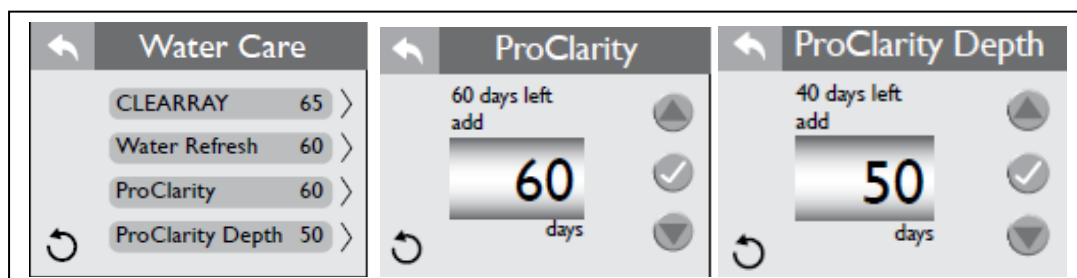 Water Care
CLEARRAY 65
Water Refresh 60
ProClarity 60
ProClarity Depth 50
ProClarity
60 days left
add
60
days
ProClarity Depth
40 days left
add
50
days